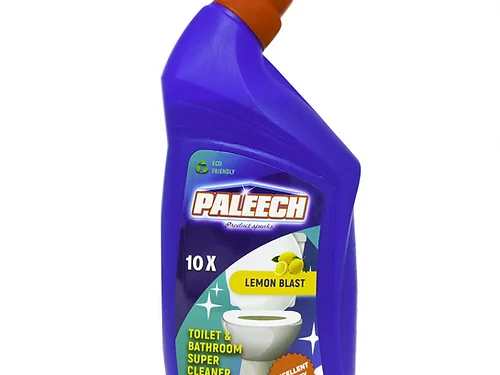 ECO
FRIENDLY
PALEECH
Product speaks
10 X
LEMON BLAST
TOILET &
BATHROOM
SUPER
CLEANER